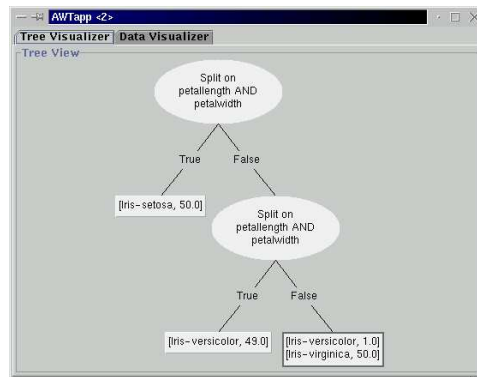 AWTapp <2>
Tree Visualizer Data Visualizer
Tree View
Split on
petallength AND
petalwidth
True False
[Iris-setosa, 50.0]
Split on
petallength AND
petalwidth
True False
[Iris-versicolor, 49.0]
[Iris-versicolor, 1.0]
[Iris-virginica, 50.0]